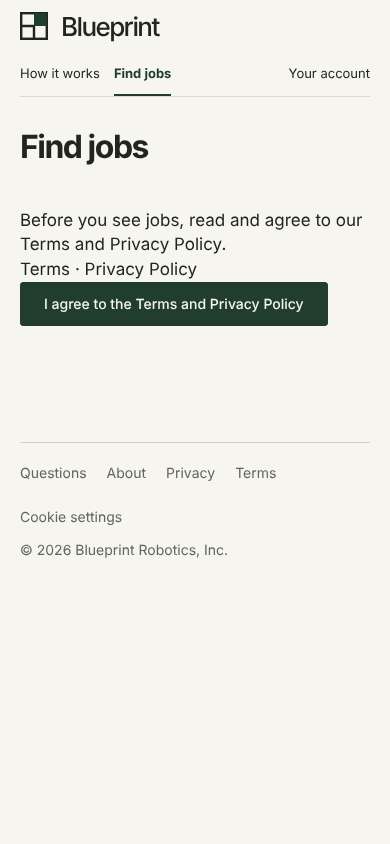 Blueprint
How it works Find jobs Your account
Find jobs
Before you see jobs, read and agree to our
Terms and Privacy Policy.
Terms · Privacy Policy
I agree to the Terms and Privacy Policy
Questions About Privacy Terms
Cookie settings
© 2026 Blueprint Robotics, Inc.